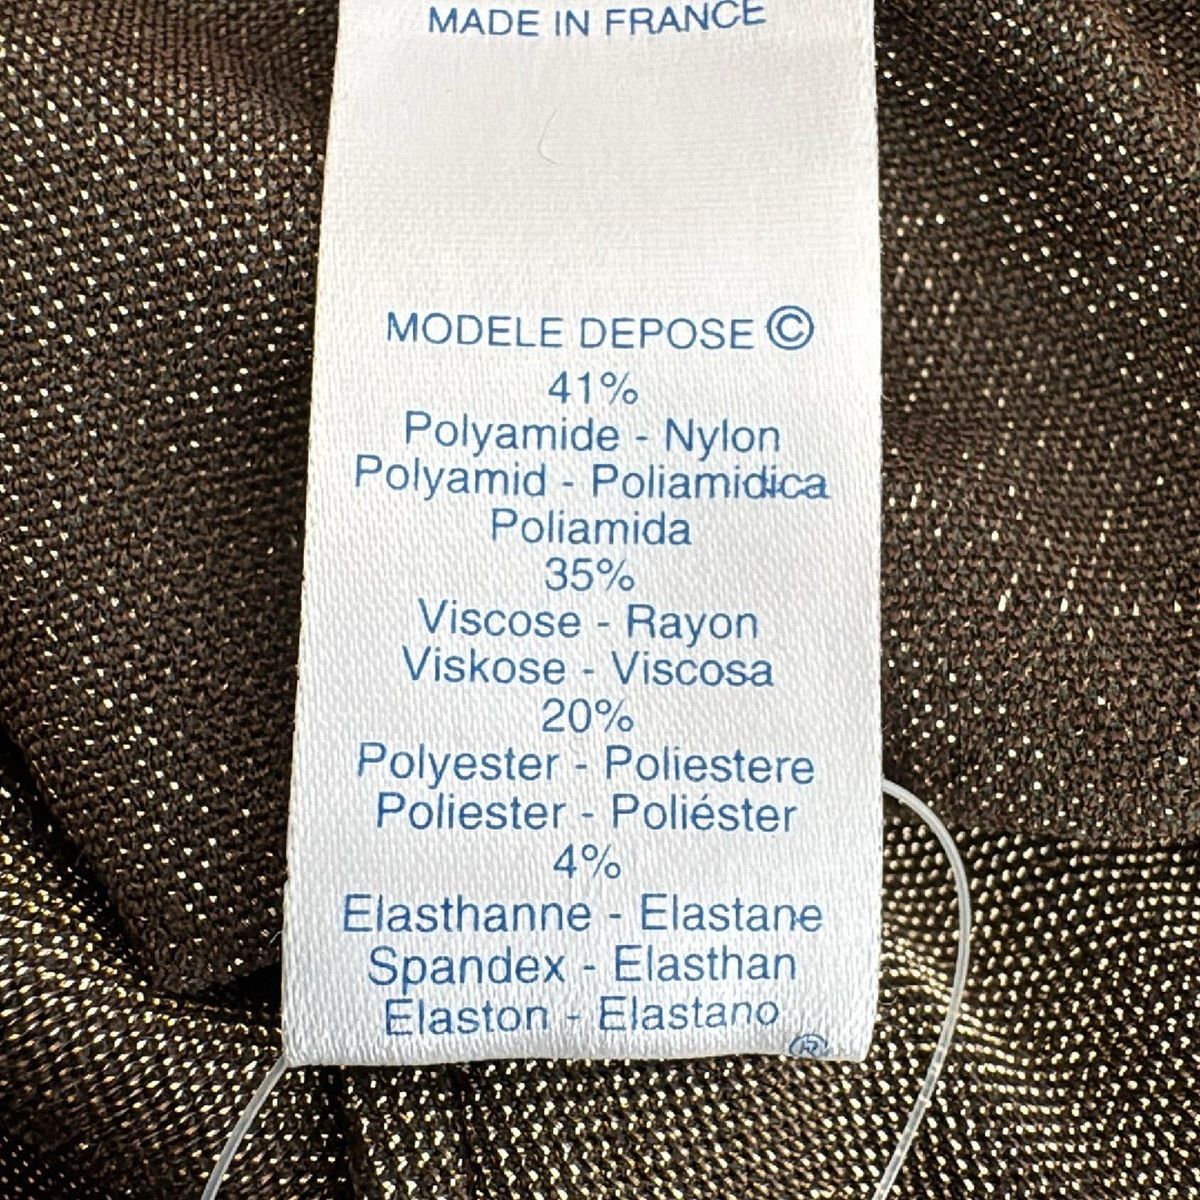 MADE IN FRANCE
MODELE DEPOSE ©
41%
Polyamide - Nylon
Polyamid - Poliamidica
Poliamida
35%
Viscose - Rayon
Viskose - Viscosa
20%
Polyester - Poliestere
Poliester - Poliéster
4%
Elasthanne - Elastane
Spandex - Elasthan
Elaston - Elastano
®